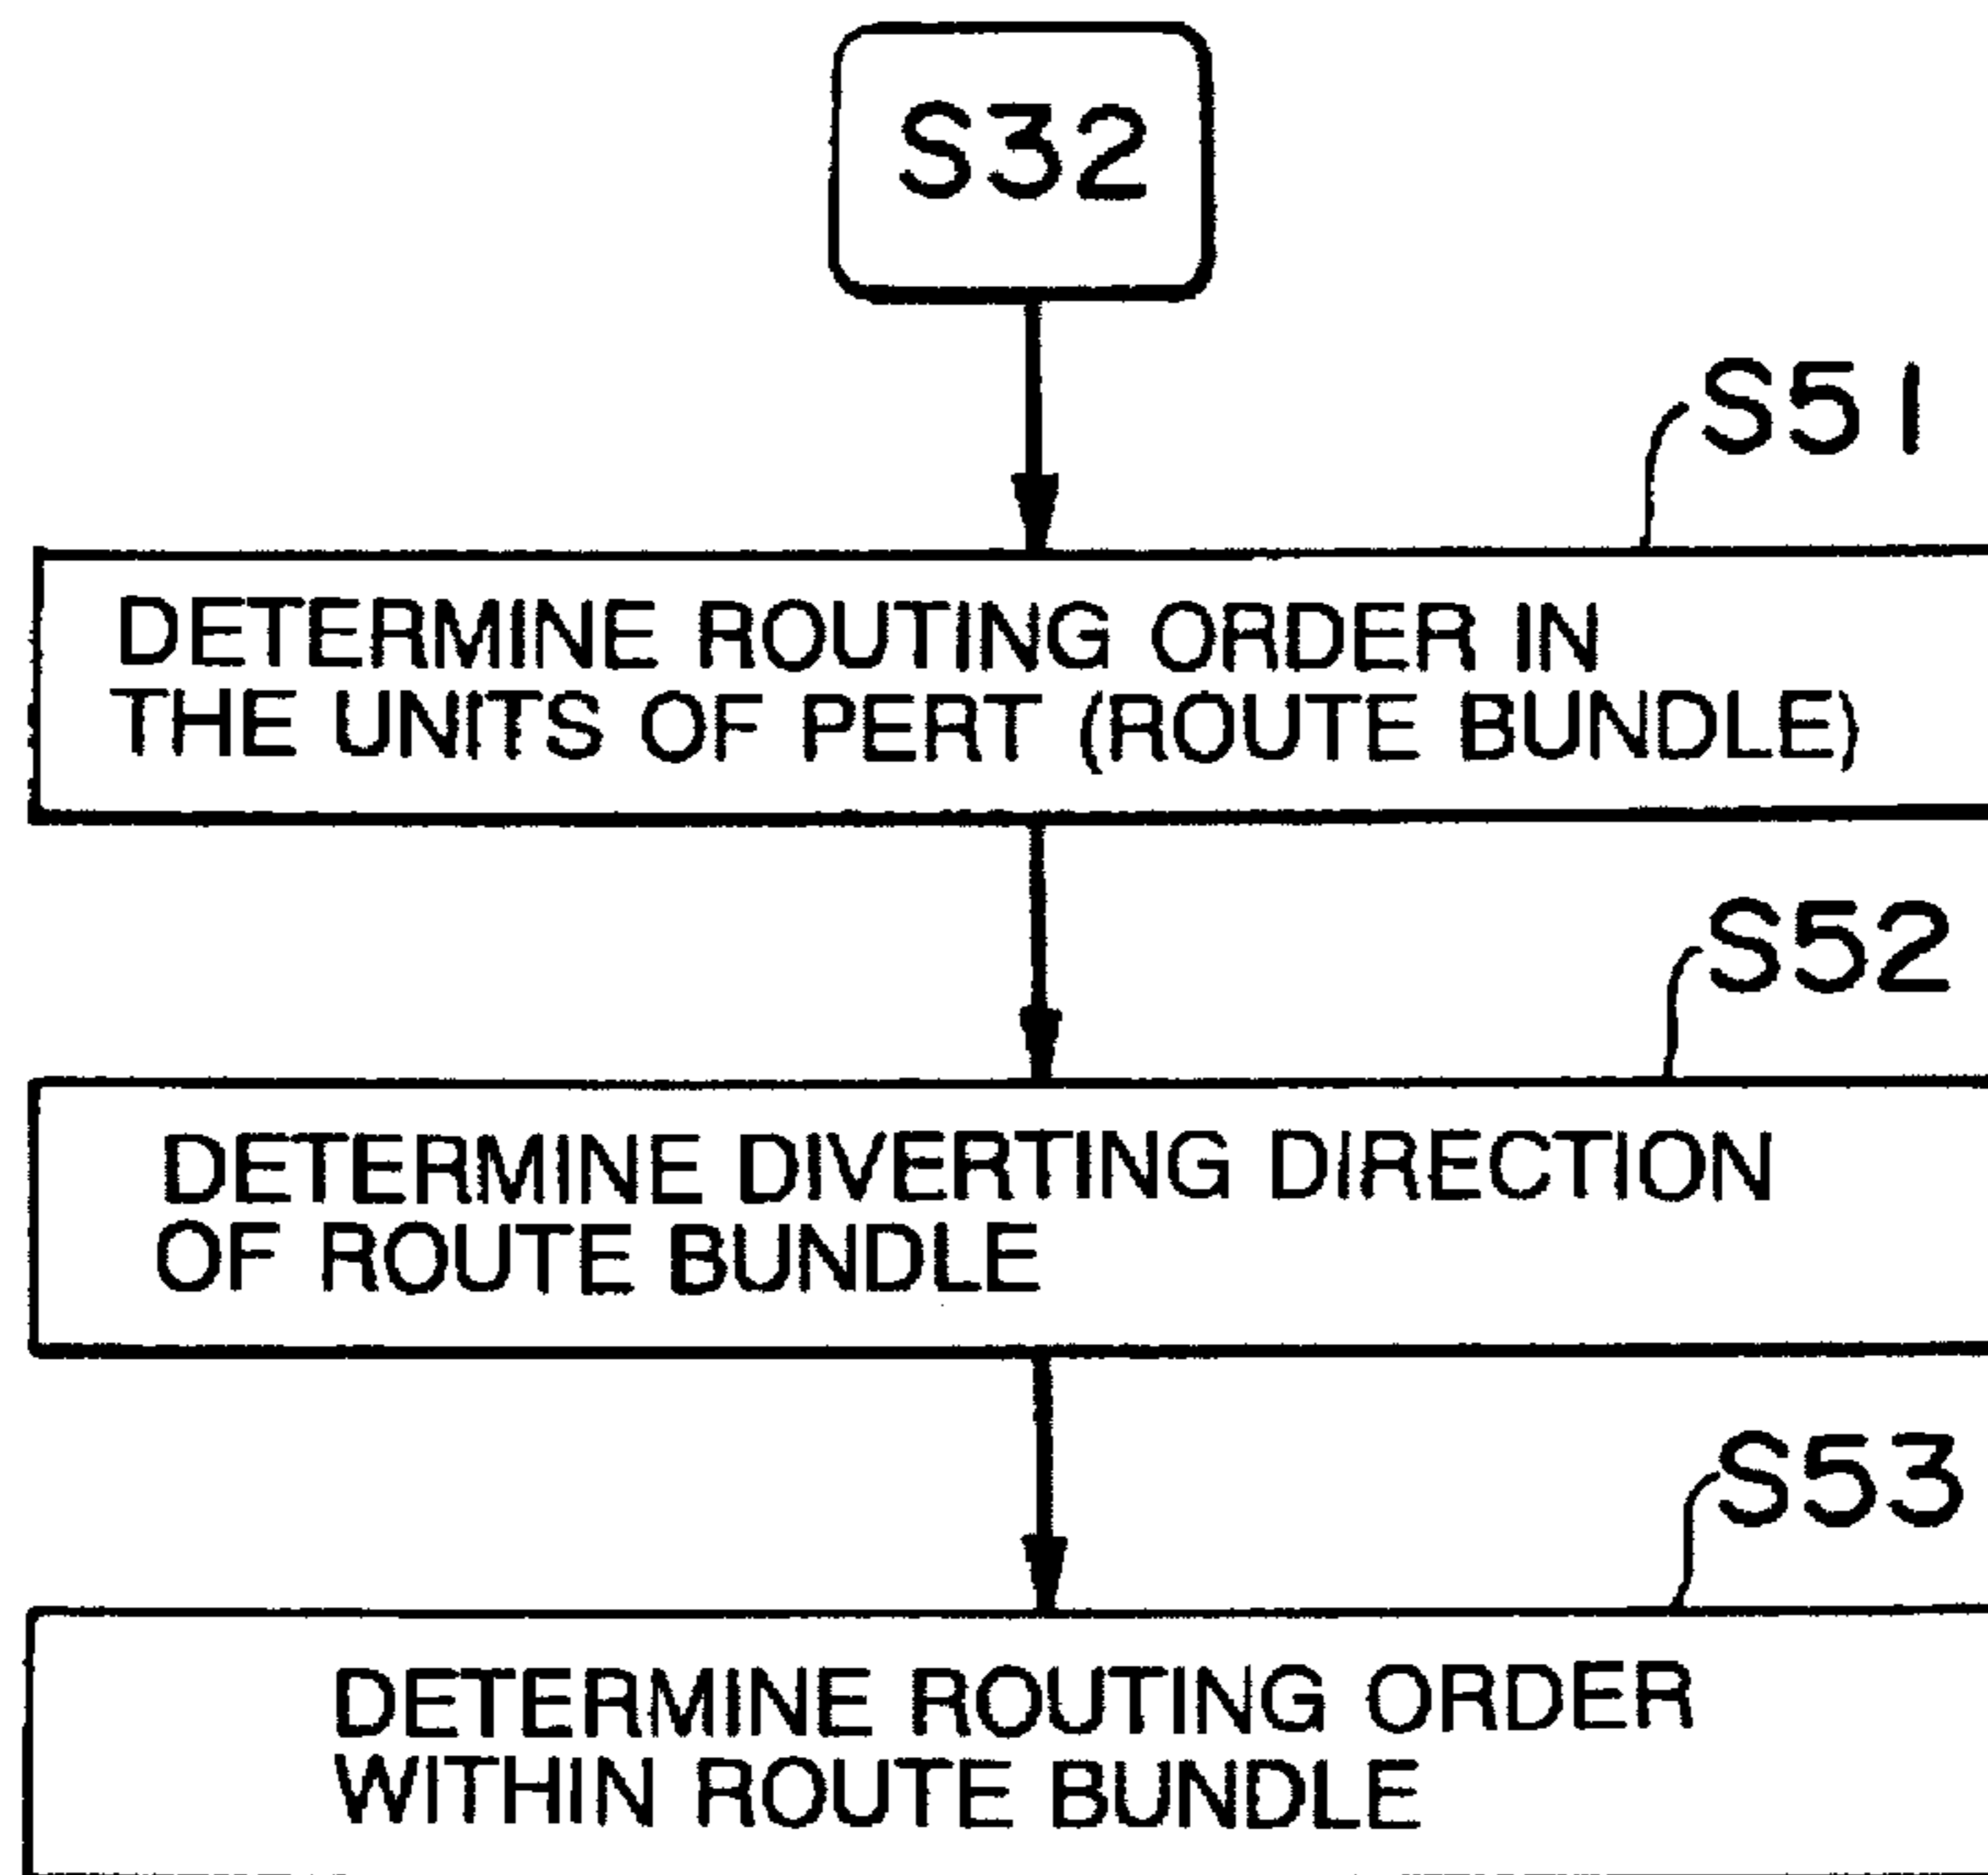 S32
S51
DETERMINE ROUTING ORDER IN
THE UNITS OF PERT (ROUTE BUNDLE)
S52
DETERMINE DIVERTING DIRECTION
OF ROUTE BUNDLE
S53
DETERMINE ROUTING ORDER
WITHIN ROUTE BUNDLE